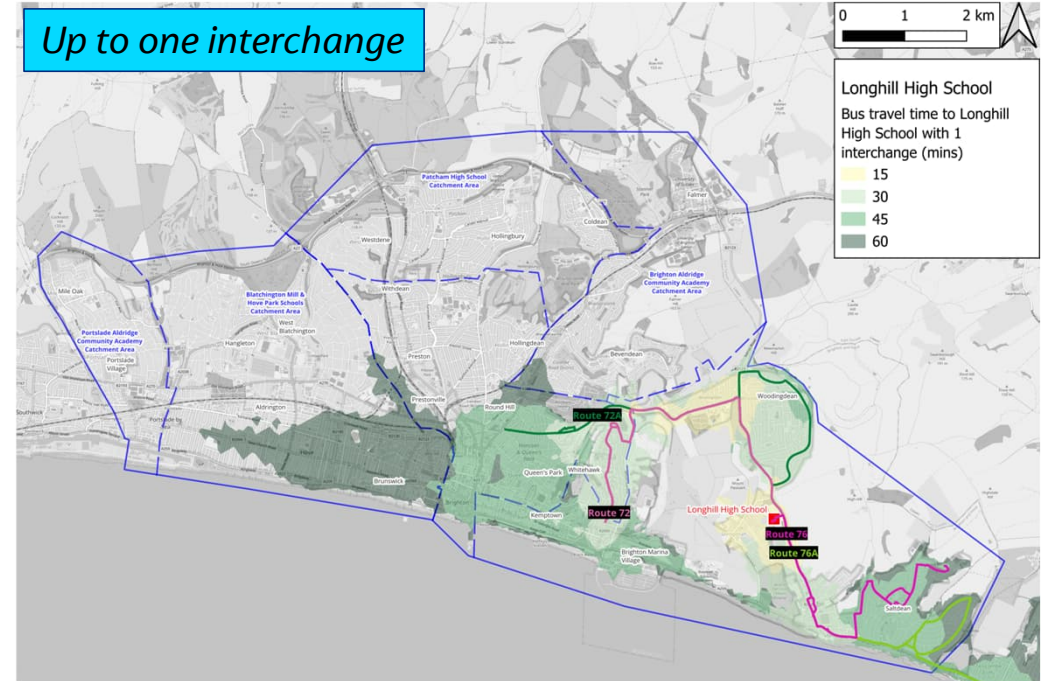 Up to one interchange
0 1 2 km
Longhill High School
Bus travel time to Longhill
High School with 1
interchange (mins)
15
30
45
60
Patcham High School
Catchment Area
Falmer
Coldean
Westdene
Hollingbury
Mile Oak
Withdean
Brighton Aldridge
Community Academy
Catchment Area
Blatchington Mill &
Hove Park Schools
Catchment Area
West
Blatchington
Portslade Aldridge
Community Academy
Catchment Area
Hangleton
Hollingdean
Preston
Bevendean
Portslade
Village
Prestonville
Round Hill
Woodingdean
Southwick
Aldrington
Route 72A
Queen's Park
Whitehawk
Brunswick
Kemptown
Route 72
Longhill High School
Route 76
Route 76A
Brighton Marina
Village
Saltdean